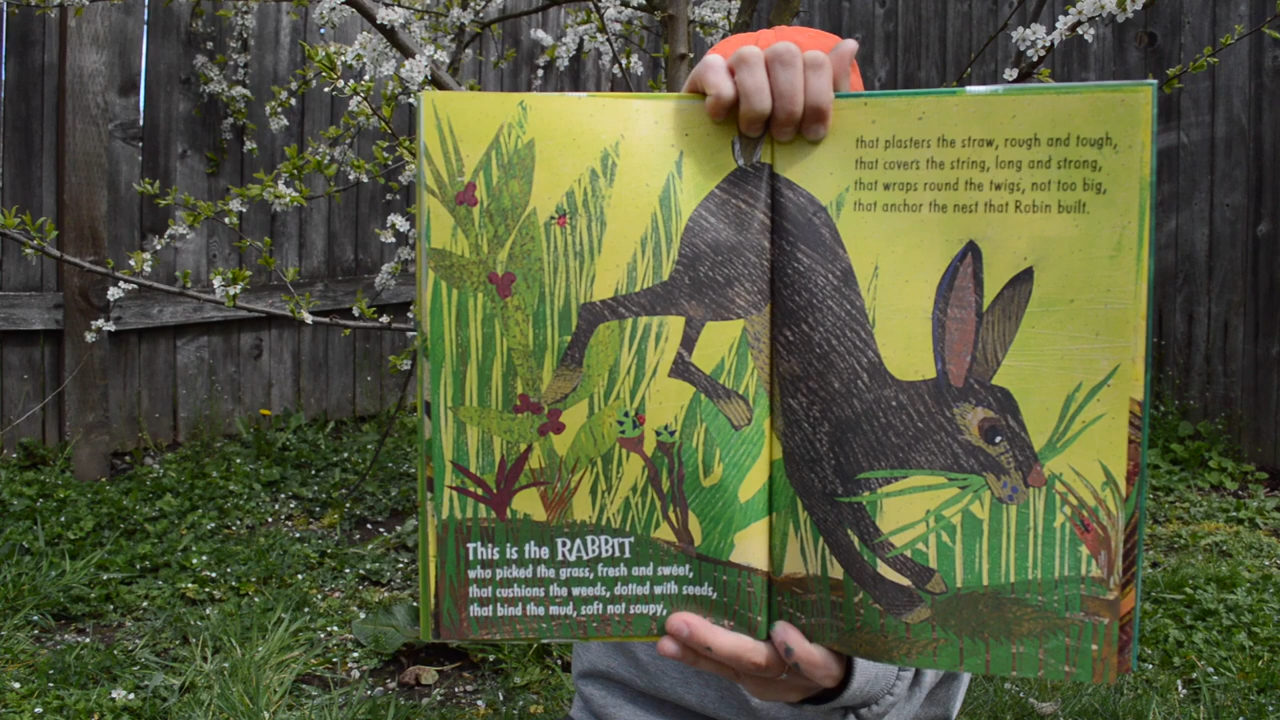 This is the RABBIT
who picked the grass, fresh and sweet,
that cushions the weeds, dotted with seeds,
that bind the mud, soft not soupy,
that plasters the straw, rough and tough,
that covers the string, long and strong,
that wraps round the twigs, not too big,
that anchor the nest that Robin built.